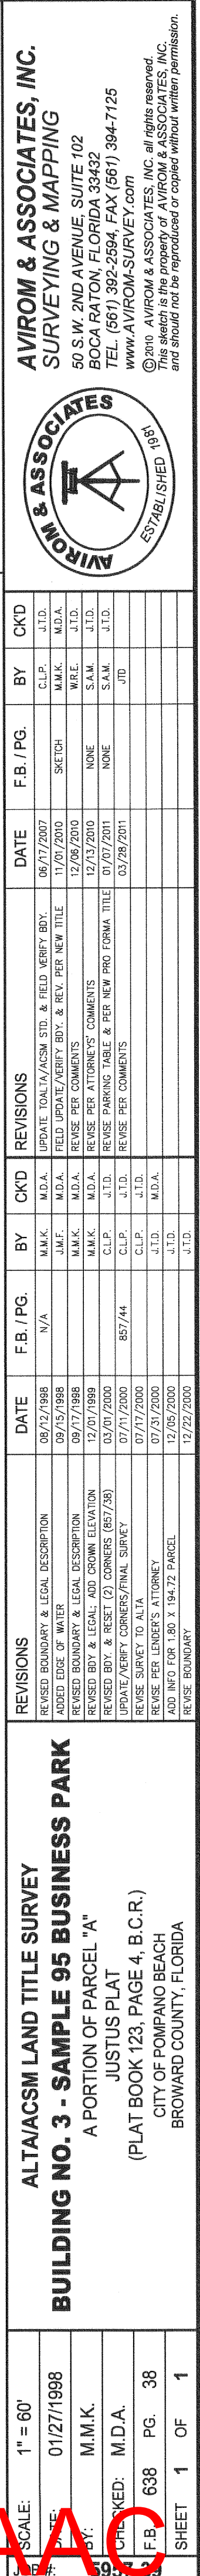 SCALE: 1" = 60'
DATE: 01/27/1998
BY: M.M.K.
CHECKED: M.D.A.
F.B. 638 PG. 38
SHEET 1 OF 1
JOB #: 5957-39
AAC
ALTA/ACSM LAND TITLE SURVEY
BUILDING NO. 3 - SAMPLE 95 BUSINESS PARK
A PORTION OF PARCEL "A"
JUSTUS PLAT
(PLAT BOOK 123, PAGE 4, B.C.R.)
CITY OF POMPANO BEACH
BROWARD COUNTY, FLORIDA
REVISIONS DATE F.B. / PG. BY CK'D
REVISED BOUNDARY & LEGAL DESCRIPTION 08/12/1998 N/A M.M.K. M.D.A.
ADDED EDGE OF WATER 09/15/1998 J.M.F. M.D.A.
REVISED BOUNDARY & LEGAL DESCRIPTION 09/17/1998 M.M.K. M.D.A.
REVISED BDY & LEGAL; ADD CROWN ELEVATION 12/01/1999 M.M.K. M.D.A.
REVISED BDY. & RESET (2) CORNERS (857/38) 03/01/2000 C.L.P. J.T.D.
UPDATE/VERIFY CORNERS/FINAL SURVEY 07/11/2000 857/44 C.L.P. J.T.D.
REVISE SURVEY TO ALTA 07/17/2000 C.L.P. J.T.D.
REVISE PER LENDER'S ATTORNEY 07/31/2000 J.T.D. M.D.A.
ADD INFO FOR 1.80 X 194.72 PARCEL 12/05/2000 J.T.D.
REVISE BOUNDARY 12/22/2000 J.T.D.
REVISIONS DATE F.B. / PG. BY CK'D
UPDATE TOALTA/ACSM STD. & FIELD VERIFY BDY. 06/17/2007 C.L.P. J.T.D.
FIELD UPDATE/VERIFY BDY. & REV. PER NEW TITLE 11/01/2010 SKETCH M.M.K. M.D.A.
REVISE PER COMMENTS 12/06/2010 W.R.E. J.T.D.
REVISE PER ATTORNEYS' COMMENTS 12/13/2010 NONE S.A.M. J.T.D.
REVISE PARKING TABLE & PER NEW PRO FORMA TITLE 01/07/2011 NONE S.A.M. J.T.D.
REVISE PER COMMENTS 03/28/2011 JTD
AVIROM & ASSOCIATES
ESTABLISHED 1981
AVIROM & ASSOCIATES, INC.
SURVEYING & MAPPING
50 S.W. 2ND AVENUE, SUITE 102
BOCA RATON, FLORIDA 33432
TEL. (561) 392-2594, FAX (561) 394-7125
www.AVIROM-SURVEY.com
©2010 AVIROM & ASSOCIATES, INC. all rights reserved.
This sketch is the property of AVIROM & ASSOCIATES, INC.
and should not be reproduced or copied without written permission.